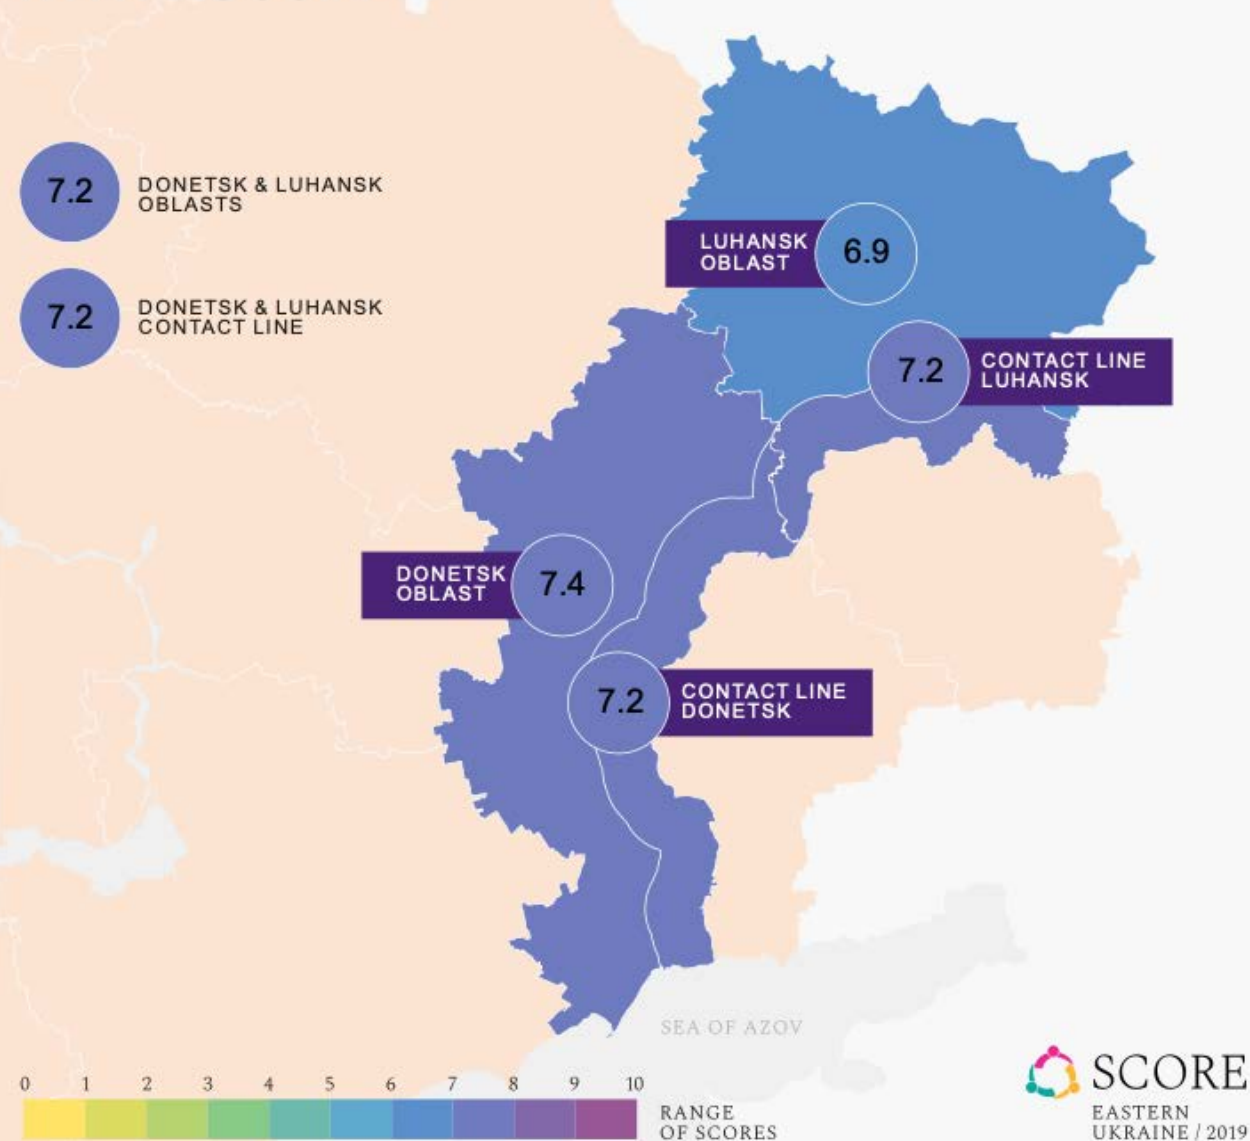 7.2
DONETSK & LUHANSK
OBLASTS
7.2
DONETSK & LUHANSK
CONTACT LINE
LUHANSK
OBLAST
6.9
7.2
CONTACT LINE
LUHANSK
DONETSK
OBLAST
7.4
7.2
CONTACT LINE
DONETSK
SEA OF AZOV
0 1 2 3 4 5 6 7 8 9 10
RANGE
OF SCORES
SCORE
EASTERN
UKRAINE / 2019